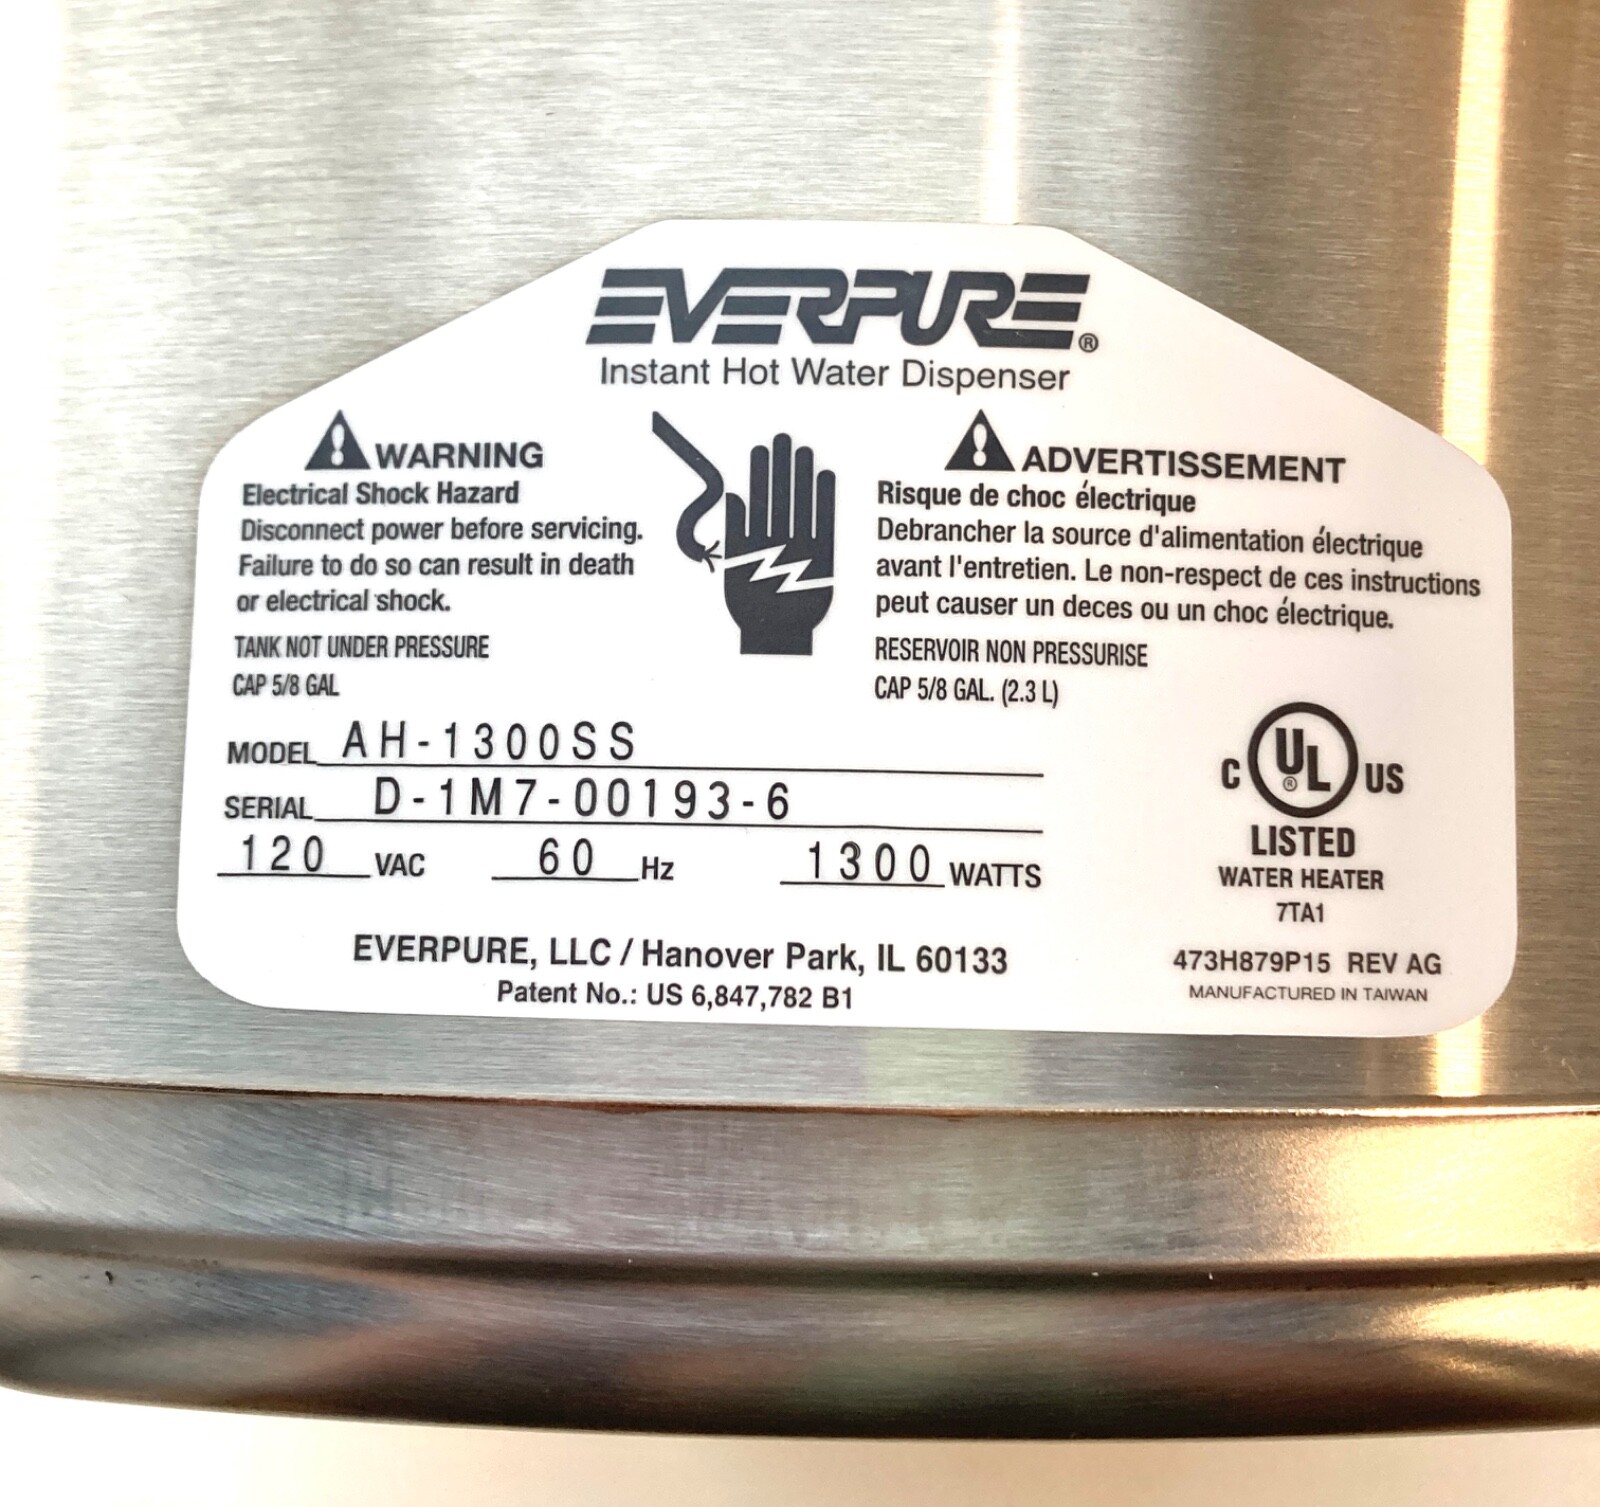 EVERPURE®
Instant Hot Water Dispenser
WARNING
Electrical Shock Hazard
Disconnect power before servicing.
Failure to do so can result in death
or electrical shock.
TANK NOT UNDER PRESSURE
CAP 5/8 GAL
ADVERTISSEMENT
Risque de choc électrique
Debrancher la source d'alimentation électrique
avant l'entretien. Le non-respect de ces instructions
peut causer un deces ou un choc électrique.
RESERVOIR NON PRESSURISE
CAP 5/8 GAL. (2.3 L)
MODEL AH-1300SS
SERIAL D-1M7-00193-6
120 VAC 60 Hz 1300 WATTS
C UL® US
LISTED
WATER HEATER
7TA1
EVERPURE, LLC / Hanover Park, IL 60133
Patent No.: US 6,847,782 B1
473H879P15 REV AG
MANUFACTURED IN TAIWAN